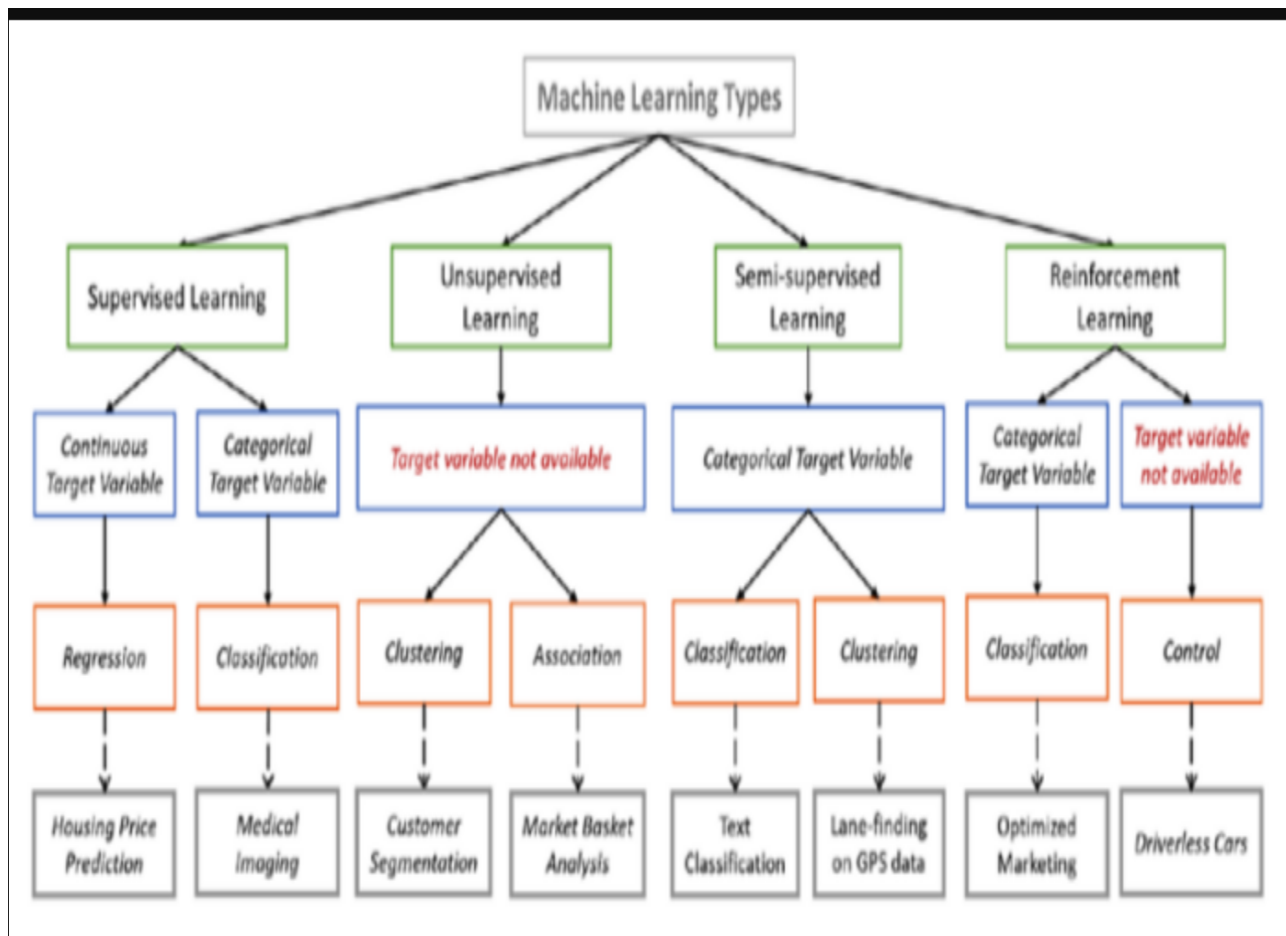 Machine Learning Types
Supervised Learning
Unsupervised
Learning
Semi-supervised
Learning
Reinforcement
Learning
Continuous
Target Variable
Categorical
Target Variable
Target variable not available
Categorical Target Variable
Categorical
Target Variable
Target variable
not available
Regression
Classification
Clustering
Association
Classification
Clustering
Classification
Control
Housing Price
Prediction
Medical
Imaging
Customer
Segmentation
Market Basket
Analysis
Text
Classification
Lane-finding
on GPS data
Optimized
Marketing
Driverless Cars